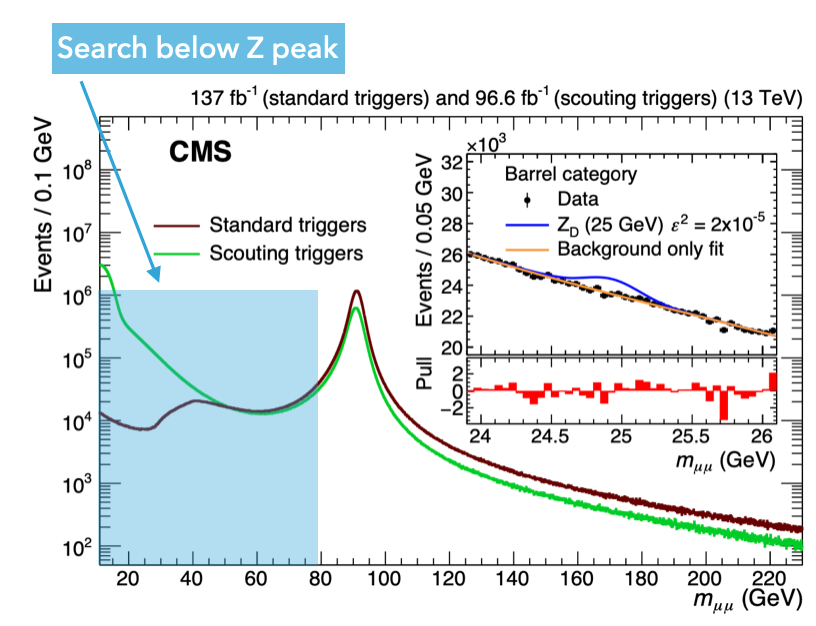 Search below Z peak
137 fb⁻¹ (standard triggers) and 96.6 fb⁻¹ (scouting triggers) (13 TeV)
Events / 0.1 GeV
CMS
Standard triggers
Scouting triggers
10⁸
10⁷
10⁶
10⁵
10⁴
10³
10²
20 40 60 80 100 120 140 160 180 200 220
m_μμ (GeV)
×10³
Events / 0.05 GeV
32
30
28
26
24
22
20
Barrel category
Data
Z_D (25 GeV) ε² = 2x10⁻⁵
Background only fit
Pull
2
0
−2
24 24.5 25 25.5 26
m_μμ (GeV)